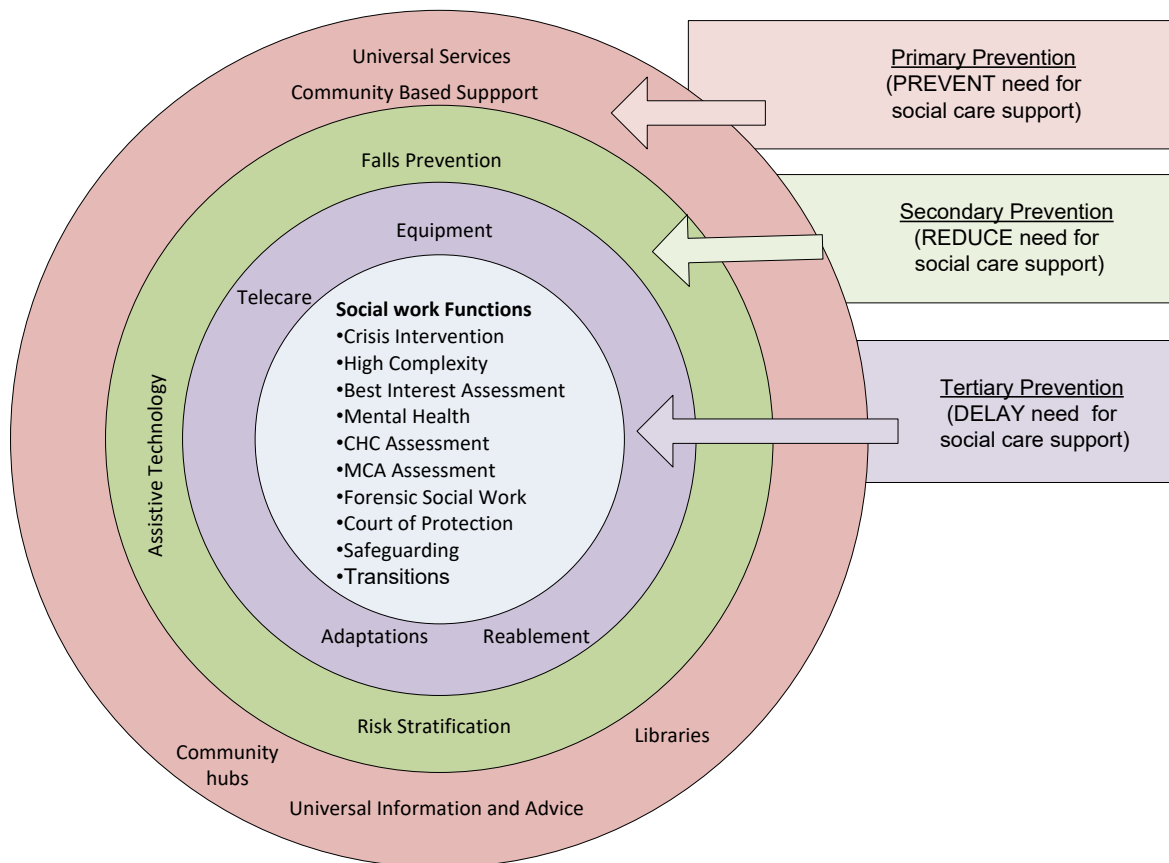 Universal Services
Community Based Suppport
Falls Prevention
Equipment
Telecare
Assistive Technology
Social work Functions
•Crisis Intervention
•High Complexity
•Best Interest Assessment
•Mental Health
•CHC Assessment
•MCA Assessment
•Forensic Social Work
•Court of Protection
•Safeguarding
•Transitions
Adaptations
Reablement
Risk Stratification
Libraries
Community
hubs
Universal Information and Advice
Primary Prevention
(PREVENT need for
social care support)
Secondary Prevention
(REDUCE need for
social care support)
Tertiary Prevention
(DELAY need for
social care support)